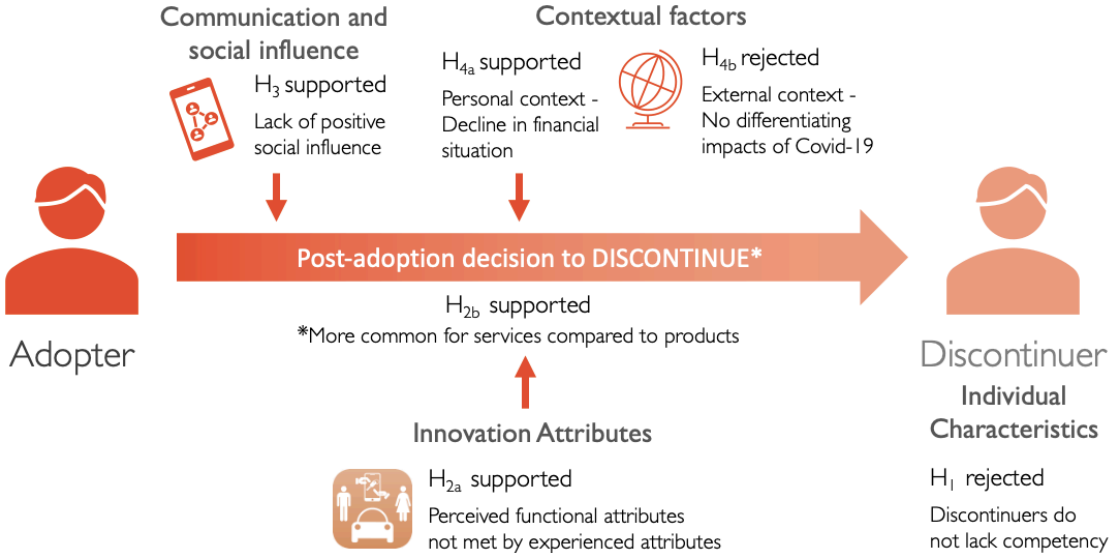 Communication and
social influence
H3 supported
Lack of positive
social influence
Contextual factors
H4a supported
Personal context -
Decline in financial
situation
H4b rejected
External context -
No differentiating
impacts of Covid-19
Post-adoption decision to DISCONTINUE*
H2b supported
*More common for services compared to products
Adopter
Discontinuer
Innovation Attributes
H2a supported
Perceived functional attributes
not met by experienced attributes
Individual
Characteristics
H1 rejected
Discontinuers do
not lack competency